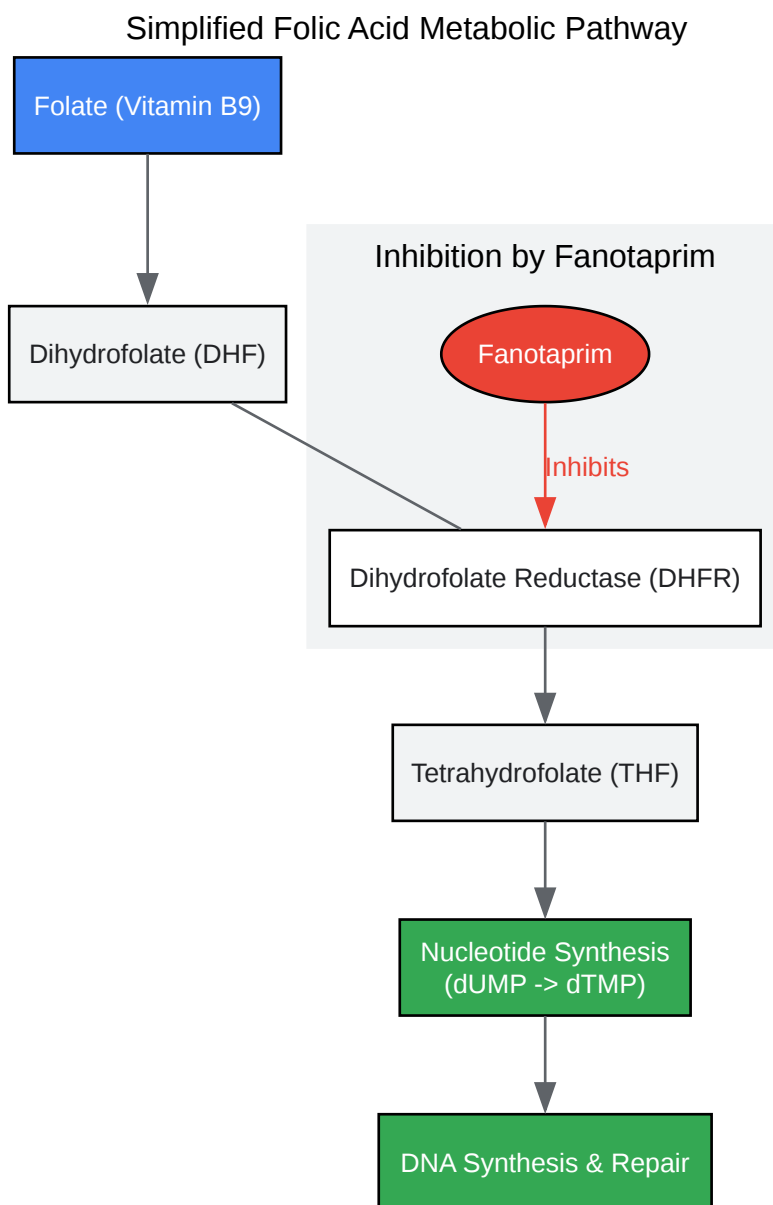 Simplified Folic Acid Metabolic Pathway
Folate (Vitamin B9)
Inhibition by Fanotaprim
Dihydrofolate (DHF)
Fanotaprim
Inhibits
Dihydrofolate Reductase (DHFR)
Tetrahydrofolate (THF)
Nucleotide Synthesis
(dUMP -> dTMP)
DNA Synthesis & Repair